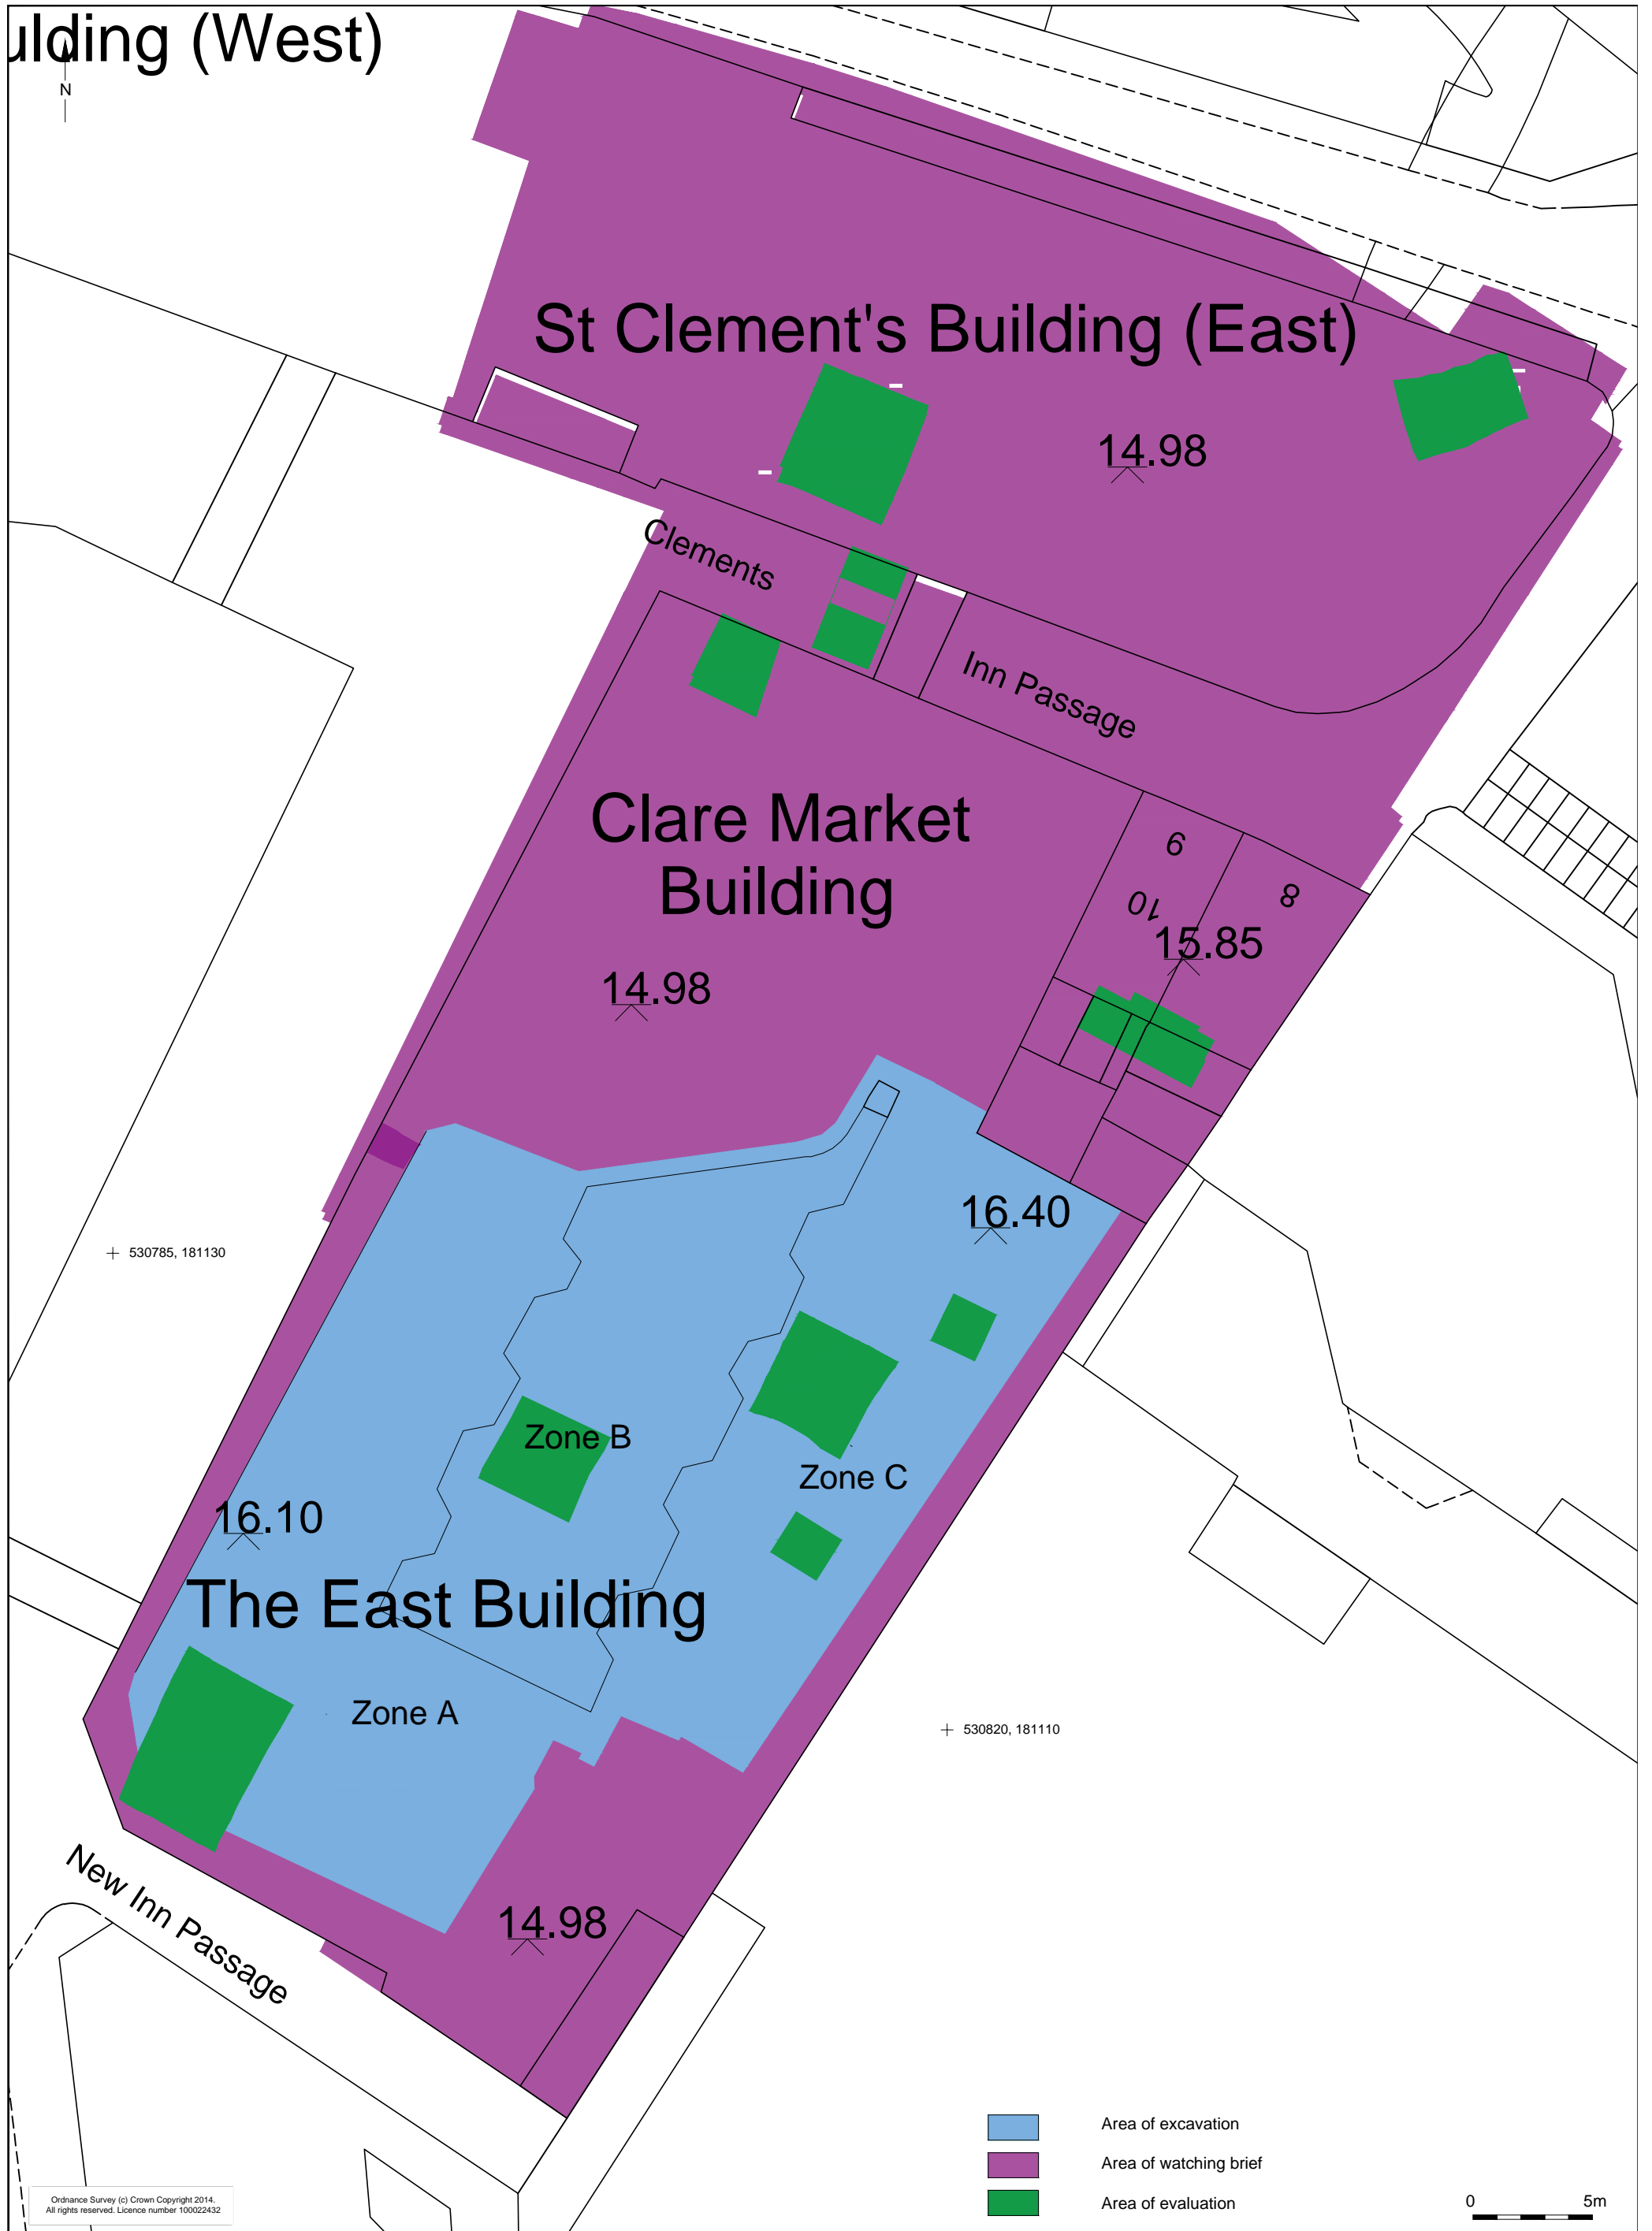 uilding (West)
N
St Clement's Building (East)
14.98
Clements
Inn Passage
Clare Market
Building
9
8
10
15.85
14.98
16.40
530785, 181130
Zone B
Zone C
16.10
The East Building
Zone A
530820, 181110
New Inn Passage
14.98
Area of excavation
Area of watching brief
Area of evaluation
0 5m
Ordnance Survey (c) Crown Copyright 2014.
All rights reserved. Licence number 100022432